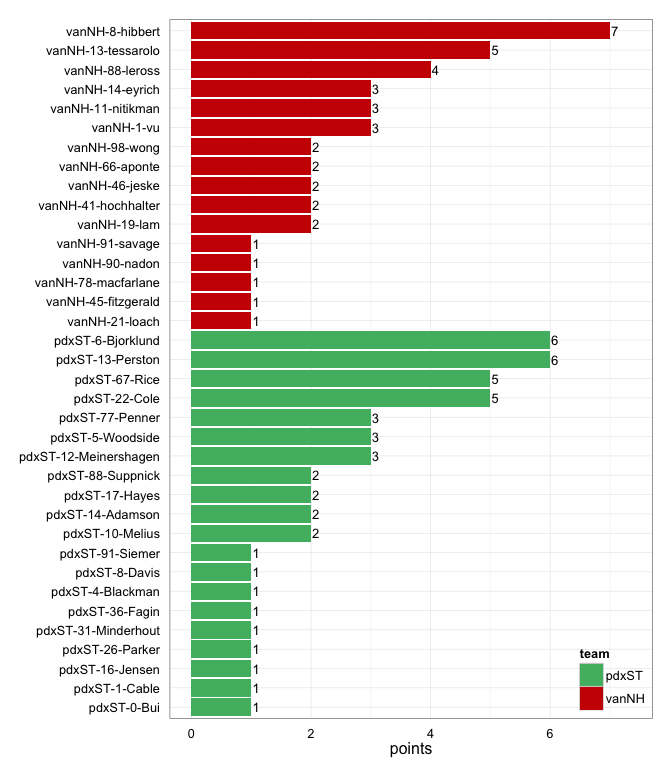 vanNH-8-hibbert 7
vanNH-13-tessarolo 5
vanNH-88-leross 4
vanNH-14-eyrich 3
vanNH-11-nitikman 3
vanNH-1-vu 3
vanNH-98-wong 2
vanNH-66-aponte 2
vanNH-46-jeske 2
vanNH-41-hochhalter 2
vanNH-19-lam 2
vanNH-91-savage 1
vanNH-90-nadon 1
vanNH-78-macfarlane 1
vanNH-45-fitzgerald 1
vanNH-21-loach 1
pdxST-6-Bjorklund 6
pdxST-13-Perston 6
pdxST-67-Rice 5
pdxST-22-Cole 5
pdxST-77-Penner 3
pdxST-5-Woodside 3
pdxST-12-Meinershagen 3
pdxST-88-Suppnick 2
pdxST-17-Hayes 2
pdxST-14-Adamson 2
pdxST-10-Melius 2
pdxST-91-Siemer 1
pdxST-8-Davis 1
pdxST-4-Blackman 1
pdxST-36-Fagin 1
pdxST-31-Minderhout 1
pdxST-26-Parker 1
pdxST-16-Jensen 1
pdxST-1-Cable 1
pdxST-0-Bui 1
team
pdxST
vanNH
0 2 4 6
points